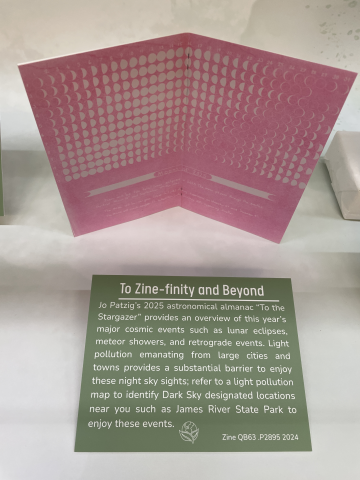 To Zine-finity and Beyond
Jo Patzig's 2025 astronomical almanac "To the
Stargazer" provides an overview of this year's
major cosmic events such as lunar eclipses,
meteor showers, and retrograde events. Light
pollution emanating from large cities and
towns provides a substantial barrier to enjoy
these night sky sights; refer to a light pollution
map to identify Dark Sky designated locations
near you such as James River State Park to
enjoy these events.
Zine QB63 .P2895 2024